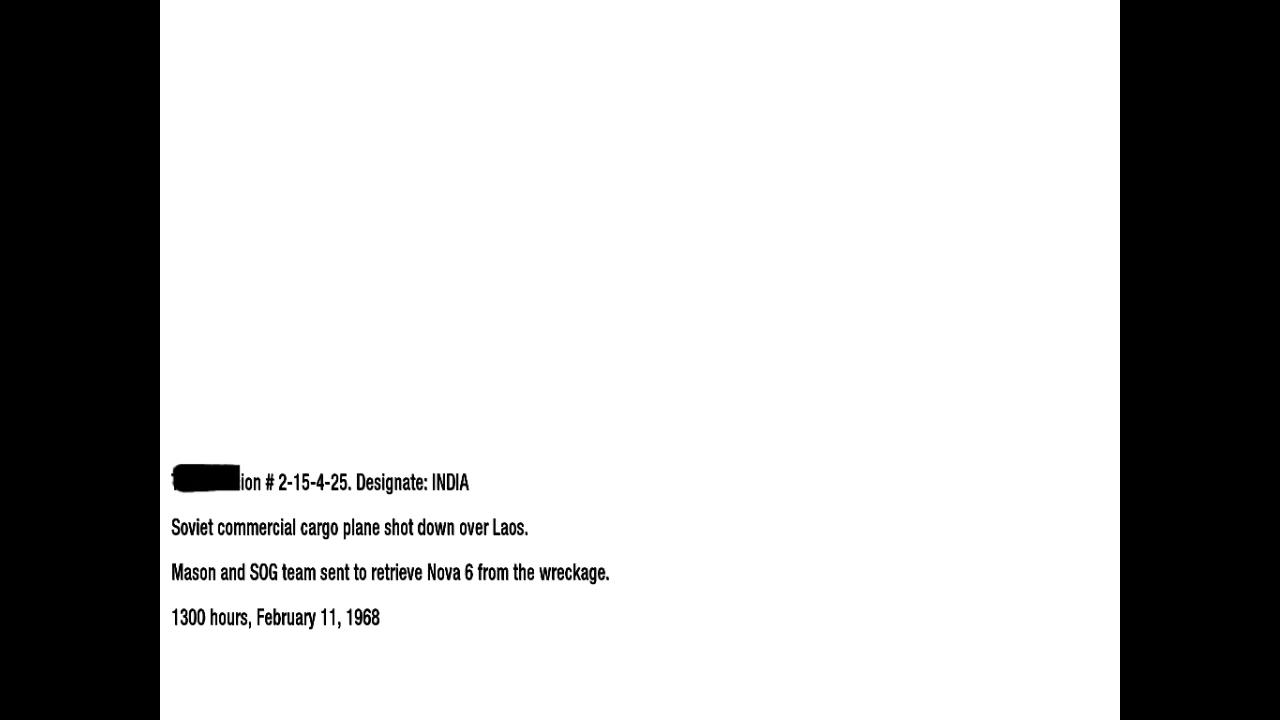 ion # 2-15-4-25. Designate: INDIA
Soviet commercial cargo plane shot down over Laos.
Mason and SOG team sent to retrieve Nova 6 from the wreckage.
1300 hours, February 11, 1968